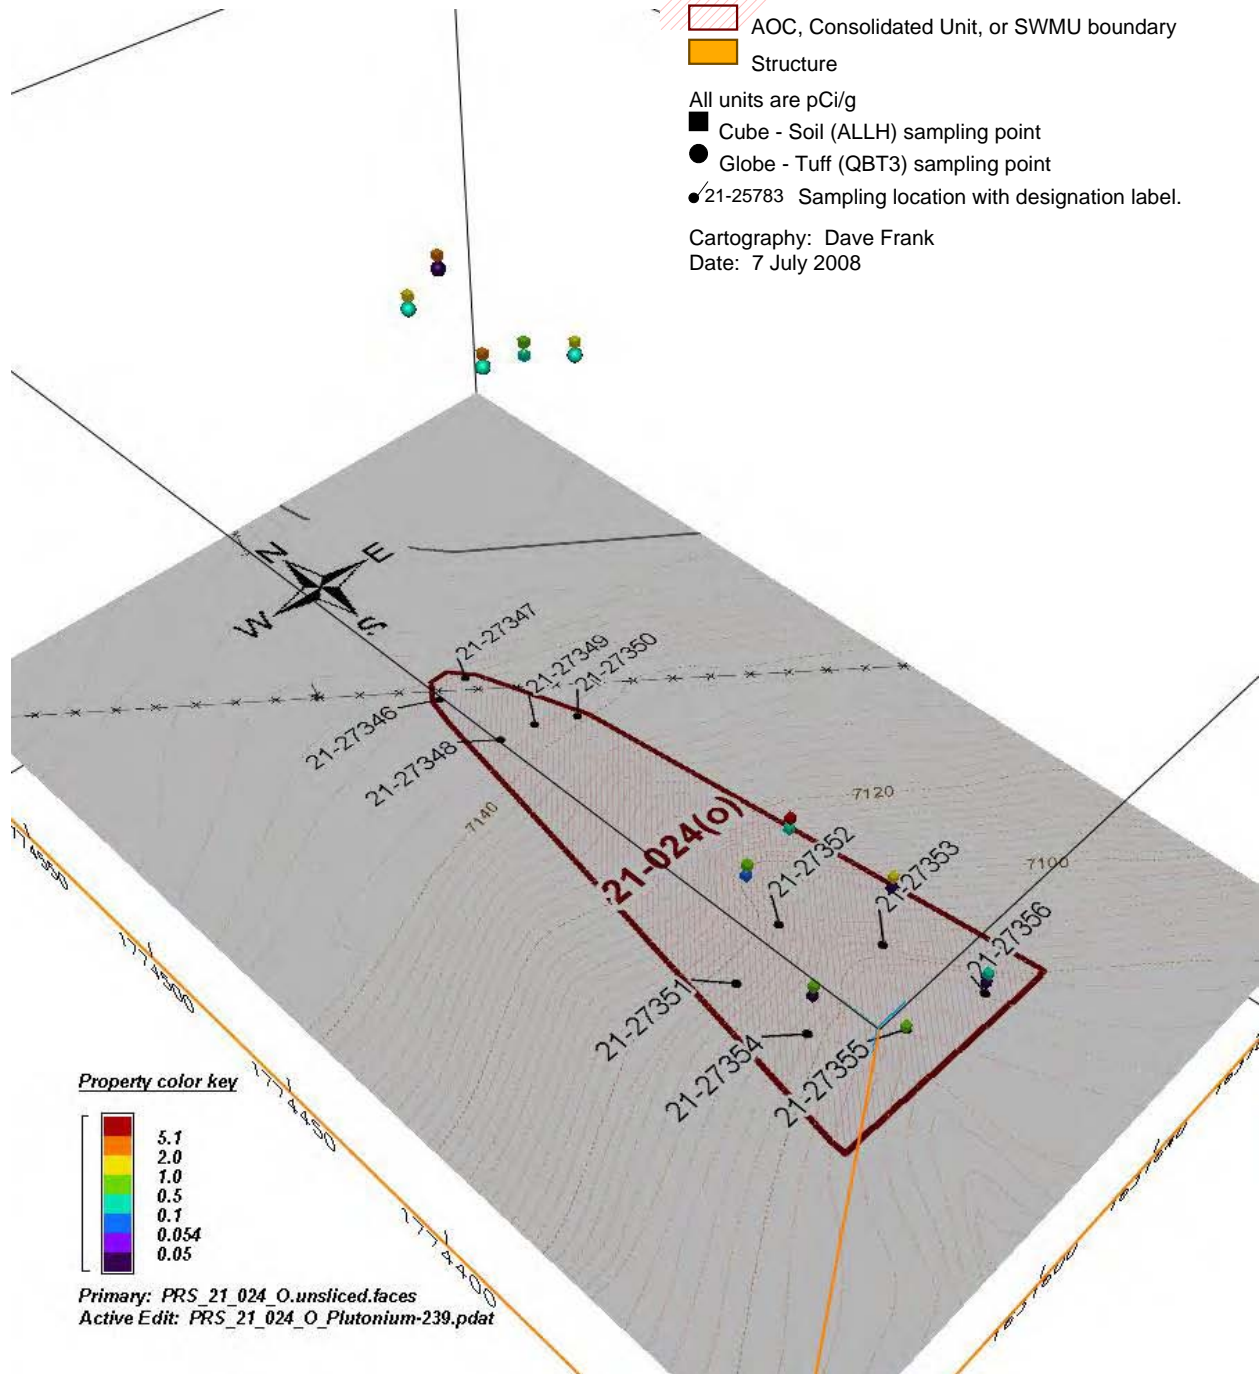 AOC, Consolidated Unit, or SWMU boundary
Structure
All units are pCi/g
Cube - Soil (ALLH) sampling point
Globe - Tuff (QBT3) sampling point
21-25783 Sampling location with designation label.
Cartography: Dave Frank
Date: 7 July 2008
N
E
W
S
21-27347
21-27349
21-27350
21-27346
21-27348
7140
7120
21-024(o)
21-27352
21-27353
7100
21-27356
21-27351
21-27354
21-27355
1774500
1774450
1774400
Property color key
5.1
2.0
1.0
0.5
0.1
0.054
0.05
Primary: PRS_21_024_O.unsliced.faces
Active Edit: PRS_21_024_O_Plutonium-239.pdat